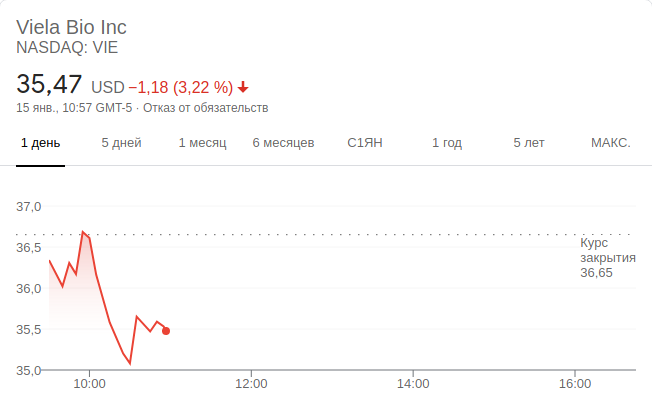 Viela Bio Inc
NASDAQ: VIE
35,47 USD −1,18 (3,22 %)
15 янв., 10:57 GMT-5 · Отказ от обязательств
1 день 5 дней 1 месяц 6 месяцев С1ЯН 1 год 5 лет МАКС.
37,0
36,5
36,0
35,5
35,0
Курс
закрытия
36,65
10:00 12:00 14:00 16:00